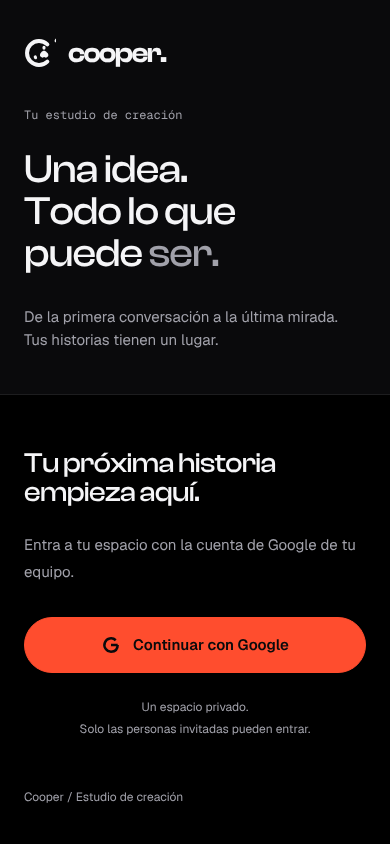 cooper.
Tu estudio de creación
Una idea.
Todo lo que
puede ser.
De la primera conversación a la última mirada.
Tus historias tienen un lugar.
Tu próxima historia
empieza aquí.
Entra a tu espacio con la cuenta de Google de tu
equipo.
G Continuar con Google
Un espacio privado.
Solo las personas invitadas pueden entrar.
Cooper / Estudio de creación